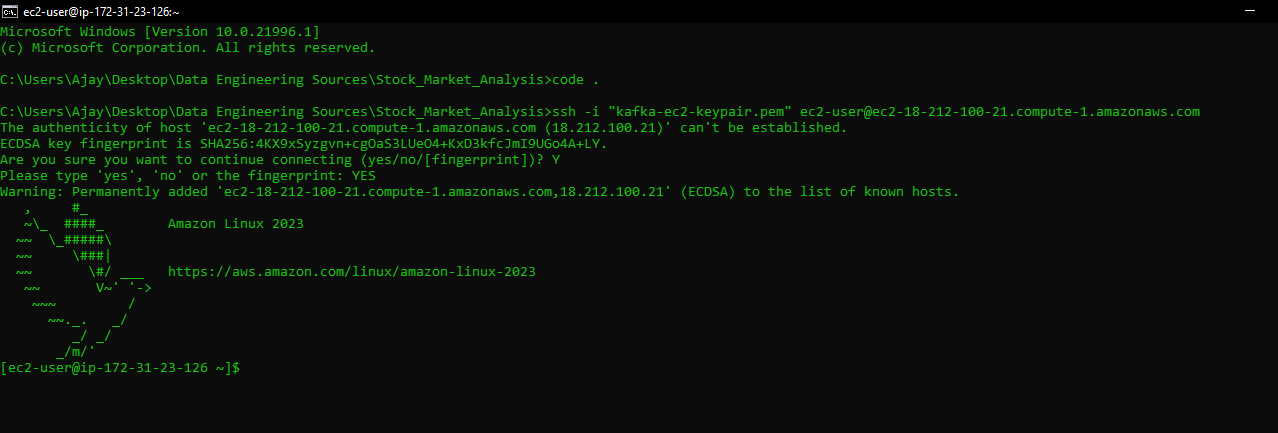 ec2-user@ip-172-31-23-126:~
Microsoft Windows [Version 10.0.21996.1]
(c) Microsoft Corporation. All rights reserved.
C:\Users\Ajay\Desktop\Data Engineering Sources\Stock_Market_Analysis>code .
C:\Users\Ajay\Desktop\Data Engineering Sources\Stock_Market_Analysis>ssh -i "kafka-ec2-keypair.pem" ec2-user@ec2-18-212-100-21.compute-1.amazonaws.com
The authenticity of host 'ec2-18-212-100-21.compute-1.amazonaws.com (18.212.100.21)' can't be established.
ECDSA key fingerprint is SHA256:4KX9xSyzgvn+cgOaS3LUeO4+KxD3kfcJmI9UGo4A+LY.
Are you sure you want to continue connecting (yes/no/[fingerprint])? Y
Please type 'yes', 'no' or the fingerprint: YES
Warning: Permanently added 'ec2-18-212-100-21.compute-1.amazonaws.com,18.212.100.21' (ECDSA) to the list of known hosts.
   ,     #_
   ~\_  ####_        Amazon Linux 2023
  ~~  \_#####\
  ~~     \###|
  ~~       \#/ ___   https://aws.amazon.com/linux/amazon-linux-2023
   ~~       V~' '->
    ~~~         /
      ~~._.   _/
         _/ _/
       _/m/'
[ec2-user@ip-172-31-23-126 ~]$